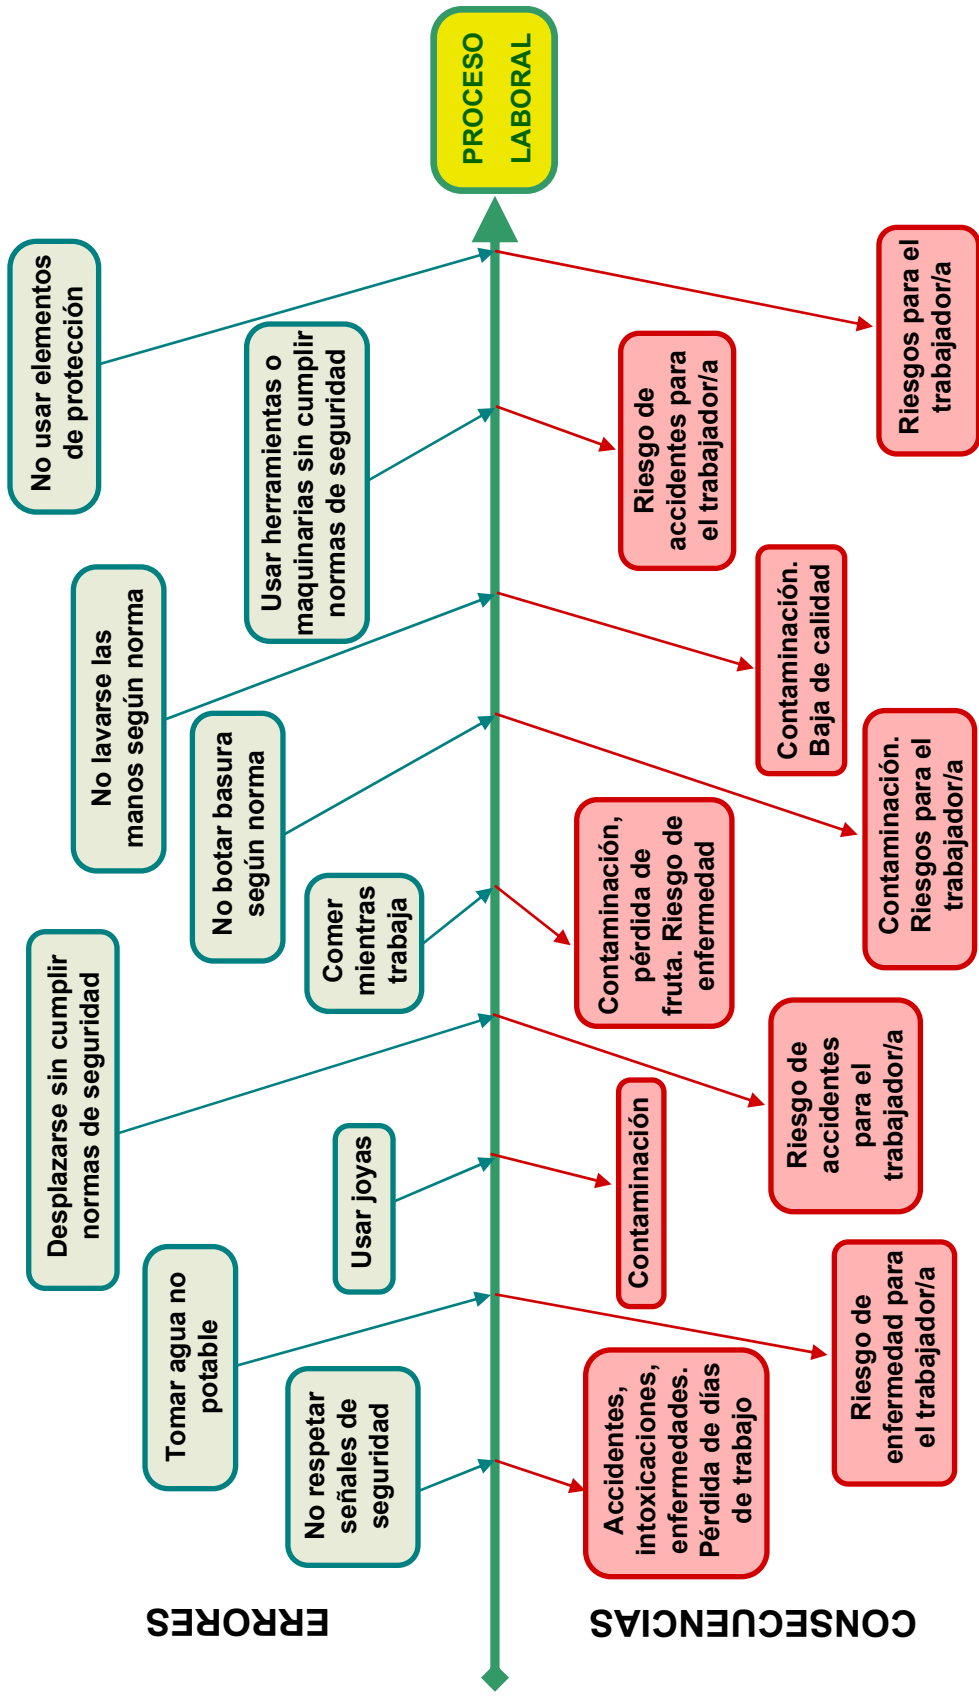 ERRORES
No respetar
señales de
seguridad
Tomar agua no
potable
Usar joyas
Desplazarse sin cumplir
normas de seguridad
Comer
mientras
trabaja
No botar basura
según norma
No lavarse las
manos según norma
Usar herramientas o
maquinarias sin cumplir
normas de seguridad
No usar elementos
de protección
PROCESO
LABORAL
CONSECUENCIAS
Accidentes,
intoxicaciones,
enfermedades.
Pérdida de días
de trabajo
Riesgo de
enfermedad para
el trabajador/a
Contaminación
Riesgo de
accidentes
para el
trabajador/a
Contaminación,
pérdida de
fruta. Riesgo de
enfermedad
Contaminación.
Riesgos para el
trabajador/a
Contaminación.
Baja de calidad
Riesgo de
accidentes para
el trabajador/a
Riesgos para el
trabajador/a